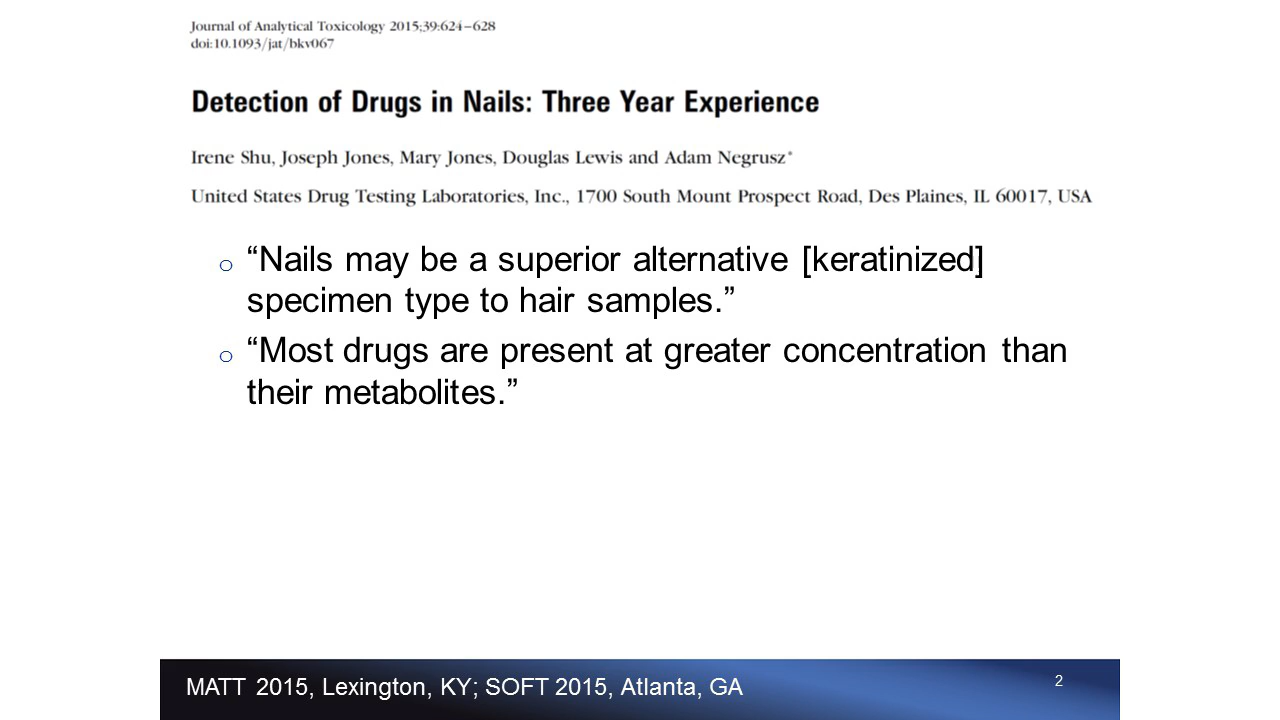 Journal of Analytical Toxicology 2015;39:624–628
doi:10.1093/jat/bkv067
Detection of Drugs in Nails: Three Year Experience
Irene Shu, Joseph Jones, Mary Jones, Douglas Lewis and Adam Negrusz*
United States Drug Testing Laboratories, Inc., 1700 South Mount Prospect Road, Des Plaines, IL 60017, USA
o “Nails may be a superior alternative [keratinized]
specimen type to hair samples.”
o “Most drugs are present at greater concentration than
their metabolites.”
MATT 2015, Lexington, KY; SOFT 2015, Atlanta, GA 2